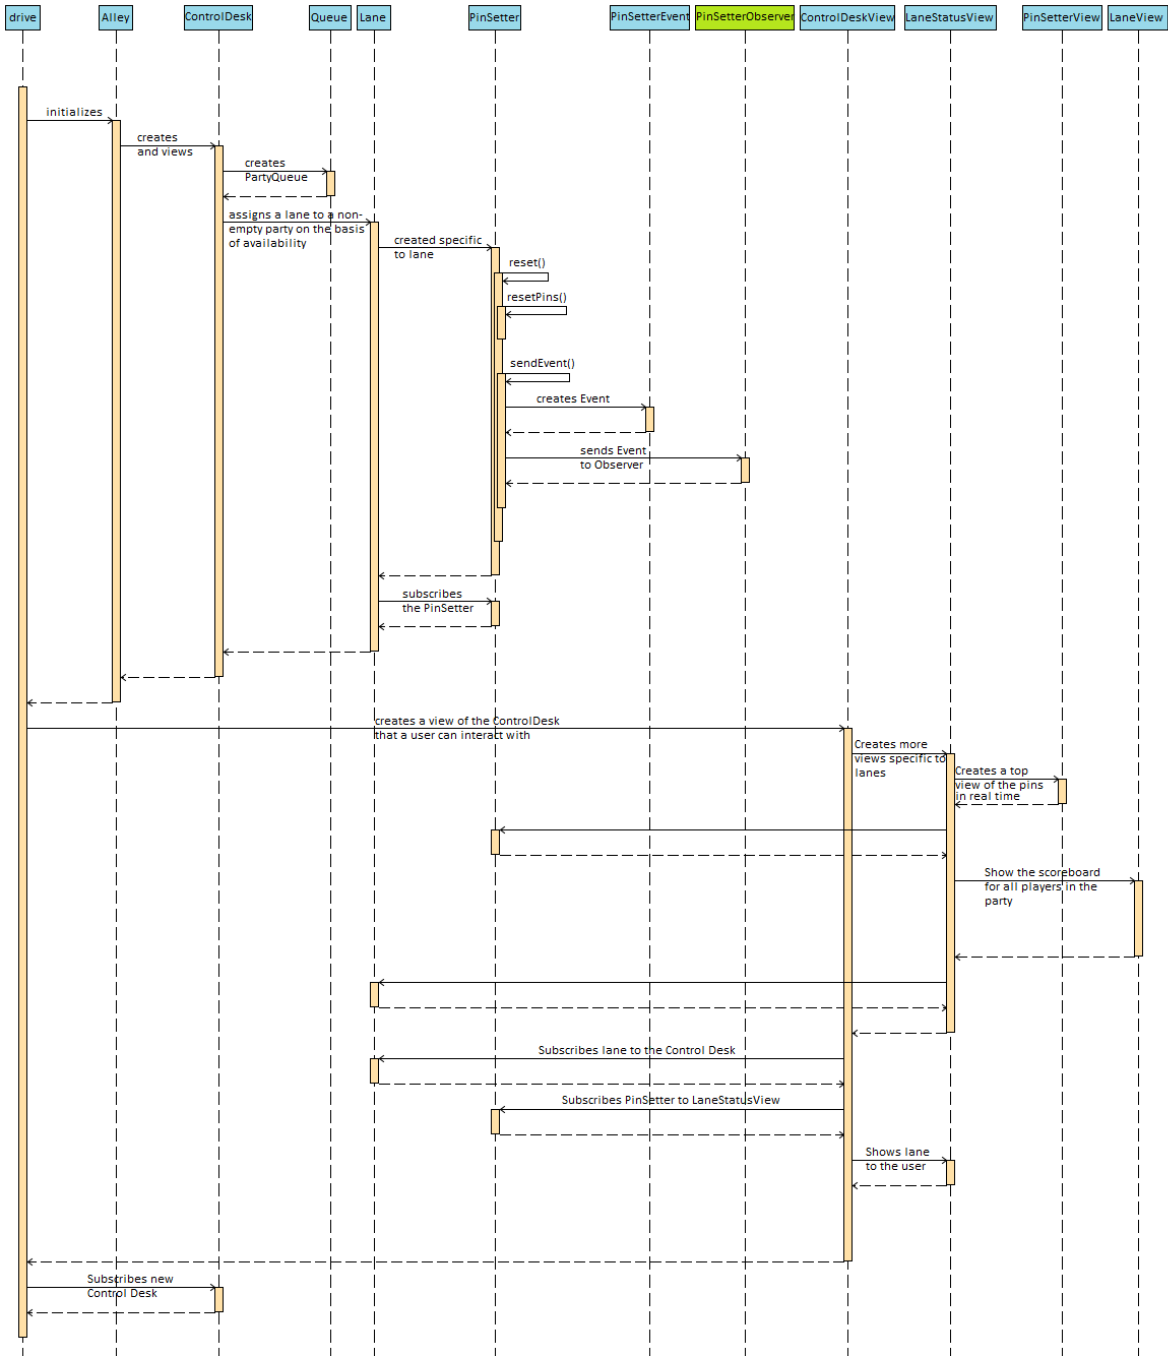 drive
Alley
ControlDesk
Queue
Lane
PinSetter
PinSetterEvent
PinSetterObserver
ControlDeskView
LaneStatusView
PinSetterView
LaneView
initializes
creates
and views
creates
PartyQueue
assigns a lane to a non-
empty party on the basis
of availability
created specific
to lane
reset()
resetPins()
sendEvent()
creates Event
sends Event
to Observer
subscribes
the PinSetter
creates a view of the ControlDesk
that a user can interact with
Creates more
views specific to
lanes
Creates a top
view of the pins
in real time
Show the scoreboard
for all players in the
party
Subscribes lane to the Control Desk
Subscribes PinSetter to LaneStatusView
Shows lane
to the user
Subscribes new
Control Desk